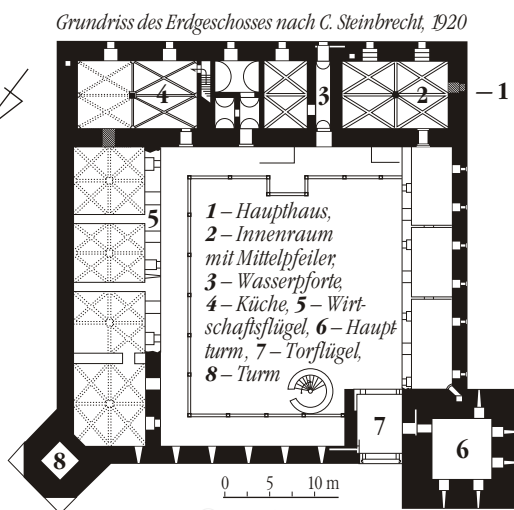 Grundriss des Erdgeschosses nach C. Steinbrecht, 1920
4
3
2
– 1
5
1 – Haupthaus,
2 – Innenraum
mit Mittelpfeiler,
3 – Wasserpforte,
4 – Küche, 5 – Wirt-
schaftsflügel, 6 – Haupt
turm, 7 – Torflügel,
8 – Turm
7
6
8
0 5 10 m